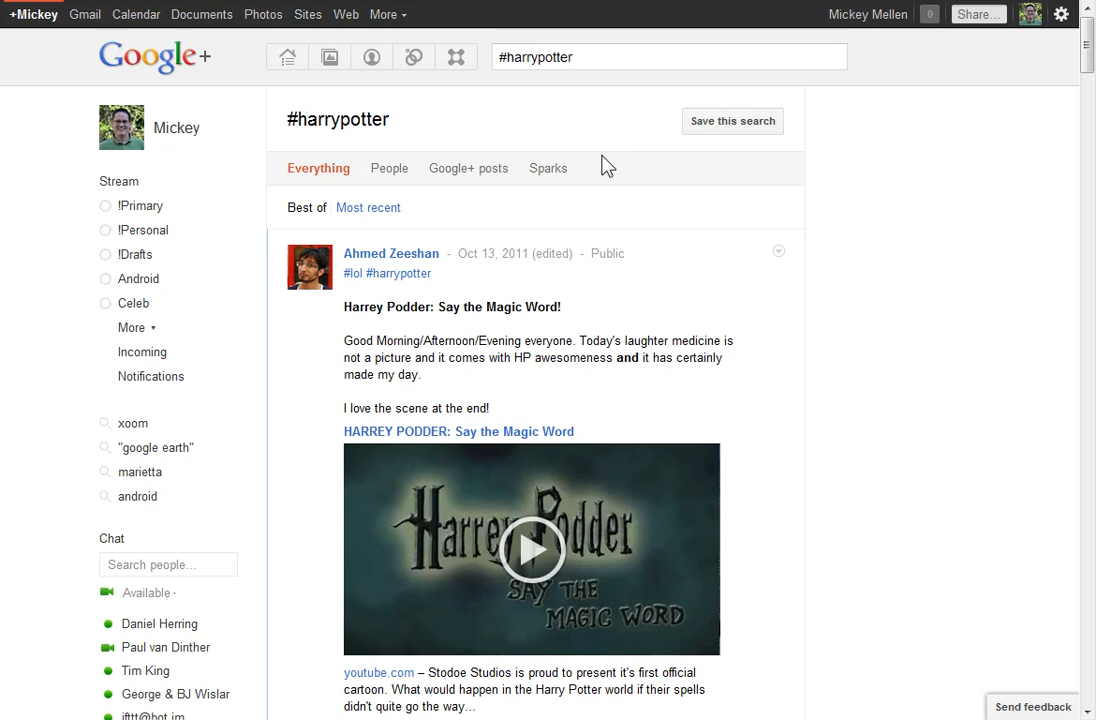 +Mickey Gmail Calendar Documents Photos Sites Web More
Mickey Mellen 0 Share...
Google+
#harrypotter
Mickey
#harrypotter
Save this search
Everything People Google+ posts Sparks
Best of Most recent
Stream
!Primary
!Personal
!Drafts
Android
Celeb
More
Incoming
Notifications
xoom
"google earth"
marietta
android
Chat
Search people...
Available
Daniel Herring
Paul van Dinther
Tim King
George & BJ Wislar
ifttt@bot.im
Ahmed Zeeshan - Oct 13, 2011 (edited) - Public
#lol #harrypotter
Harrey Podder: Say the Magic Word!
Good Morning/Afternoon/Evening everyone. Today's laughter medicine is
not a picture and it comes with HP awesomeness and it has certainly
made my day.
I love the scene at the end!
HARREY PODDER: Say the Magic Word
Harrey Podder
SAY THE
MAGIC WORD
youtube.com – Stodoe Studios is proud to present it's first official
cartoon. What would happen in the Harry Potter world if their spells
didn't quite go the way...
Send feedback